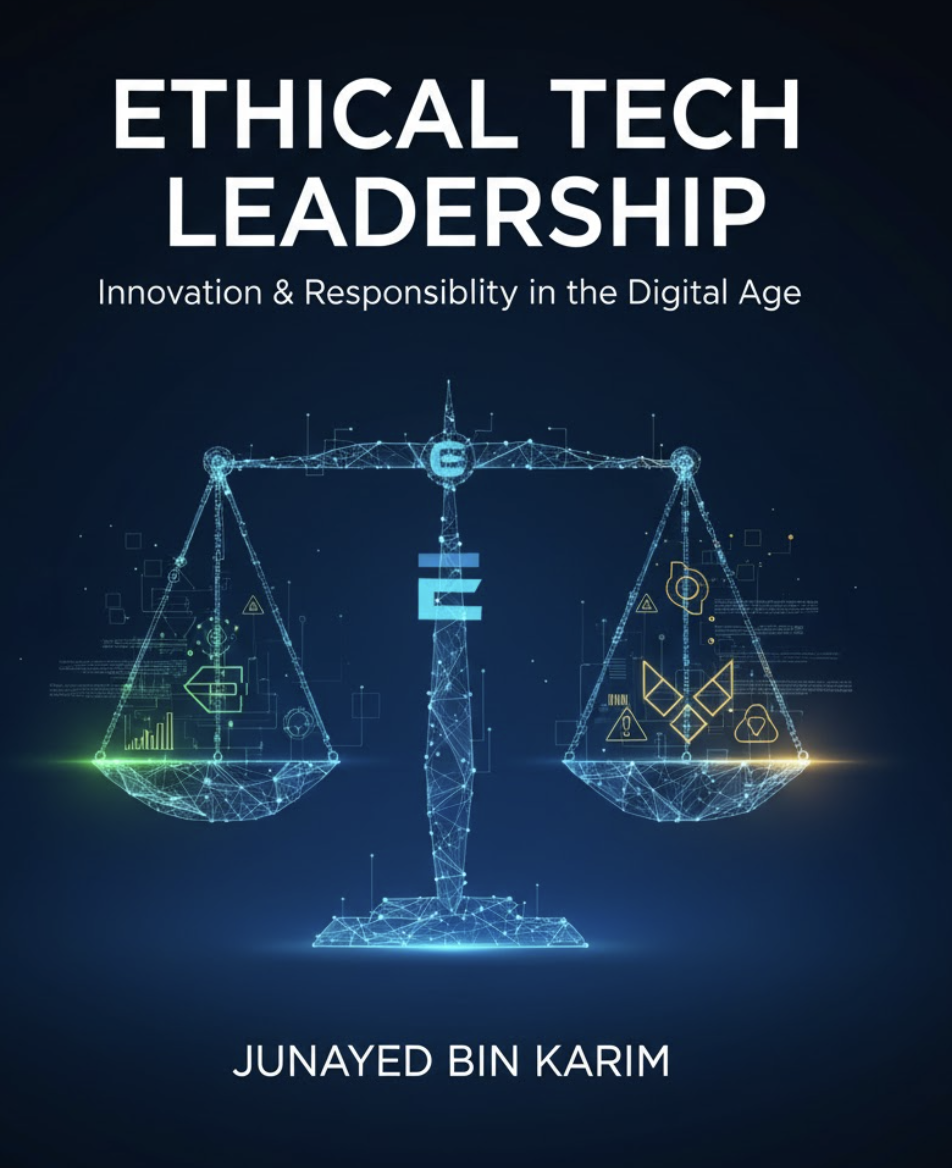 ETHICAL TECH
LEADERSHIP
Innovation & Responsiblity in the Digital Age
E
E
JUNAYED BIN KARIM